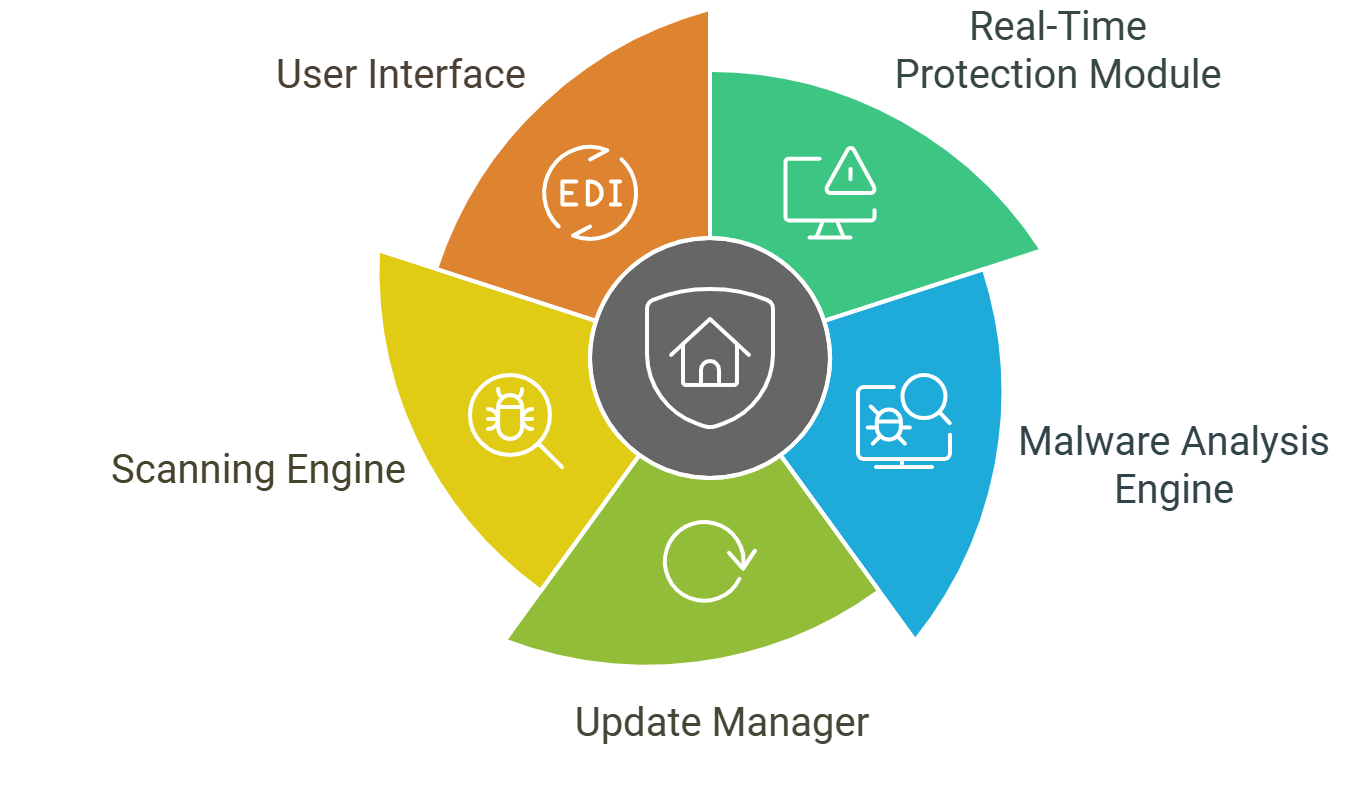 Real-Time
Protection Module
User Interface
EDI
Malware Analysis
Engine
Scanning Engine
Update Manager